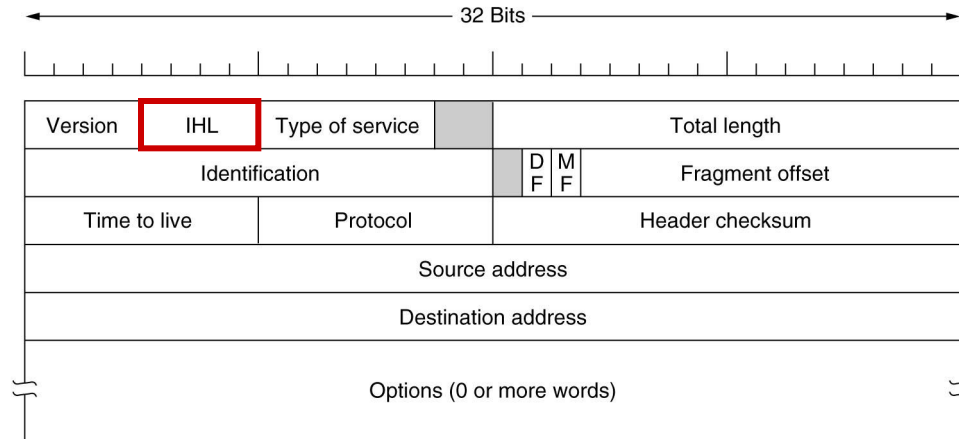 32 Bits
Version IHL Type of service Total length
Identification D F M F Fragment offset
Time to live Protocol Header checksum
Source address
Destination address
Options (0 or more words)